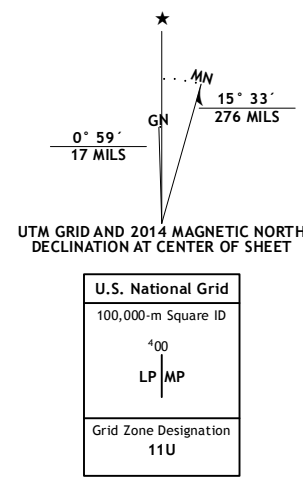 ★
MN
GN
15° 33´
276 MILS
0° 59´
17 MILS
UTM GRID AND 2014 MAGNETIC NORTH
DECLINATION AT CENTER OF SHEET
U.S. National Grid
100,000-m Square ID
⁴00
LP MP
Grid Zone Designation
11U